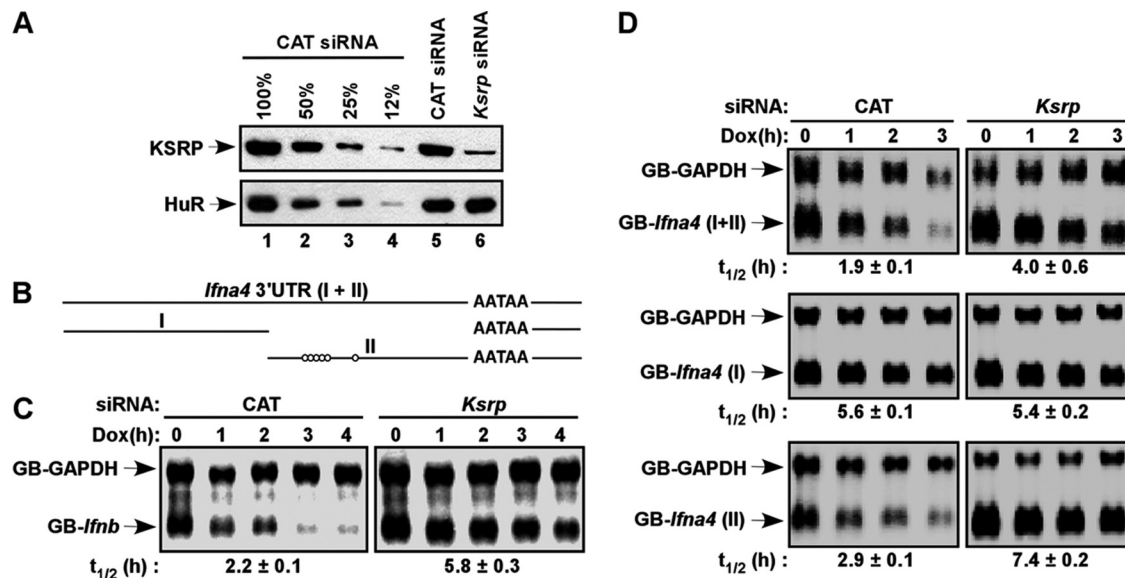 A
CAT siRNA
100%
50%
25%
12%
CAT siRNA
Ksrp siRNA
KSRP
HuR
1 2 3 4 5 6
B
Ifna4 3'UTR (I + II)
AATAA
I
AATAA
II
AATAA
C
siRNA: CAT Ksrp
Dox(h) 0 1 2 3 4 0 1 2 3 4
GB-GAPDH
GB-Ifnb
t1/2 (h) : 2.2 ± 0.1 5.8 ± 0.3
D
siRNA: CAT Ksrp
Dox(h) 0 1 2 3 0 1 2 3
GB-GAPDH
GB-Ifna4 (I+II)
t1/2 (h) : 1.9 ± 0.1 4.0 ± 0.6
GB-GAPDH
GB-Ifna4 (I)
t1/2 (h) : 5.6 ± 0.1 5.4 ± 0.2
GB-GAPDH
GB-Ifna4 (II)
t1/2 (h) : 2.9 ± 0.1 7.4 ± 0.2